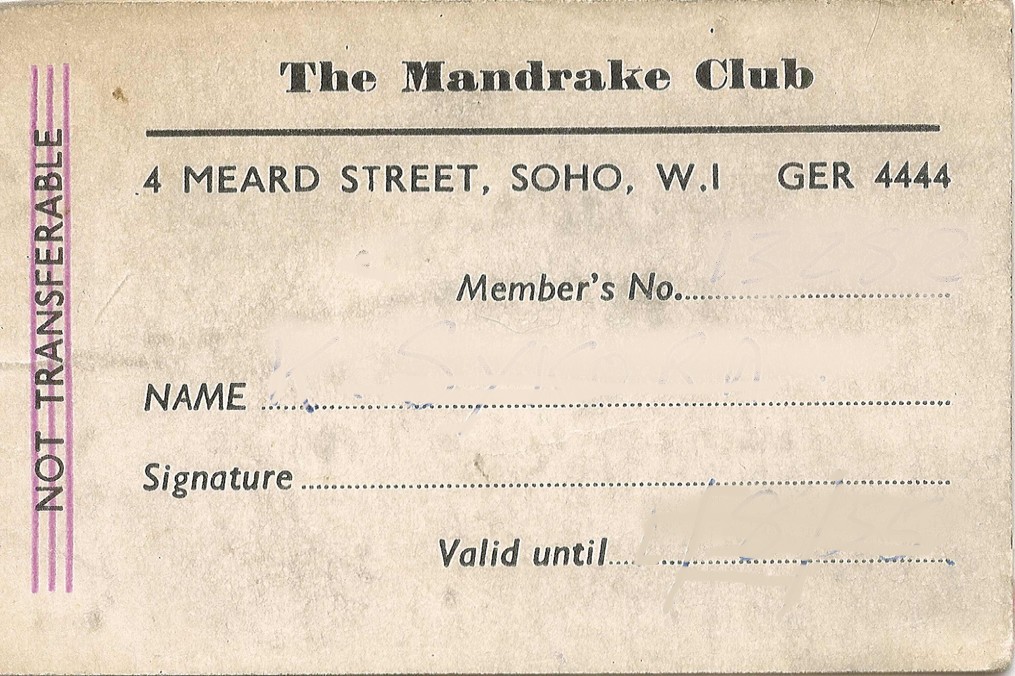 The Mandrake Club
4 MEARD STREET, SOHO, W.1 GER 4444
Member's No.
NAME
Signature
Valid until
NOT TRANSFERABLE